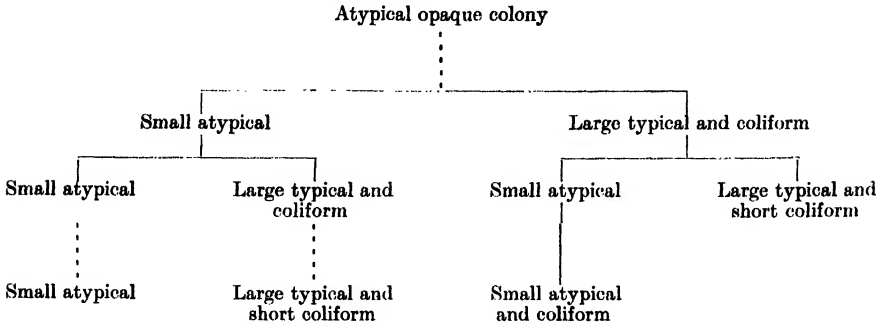 Atypical opaque colony
Small atypical
Large typical and coliform
Small atypical
Large typical and
coliform
Small atypical
Large typical and
short coliform
Small atypical
Large typical and
short coliform
Small atypical
and coliform